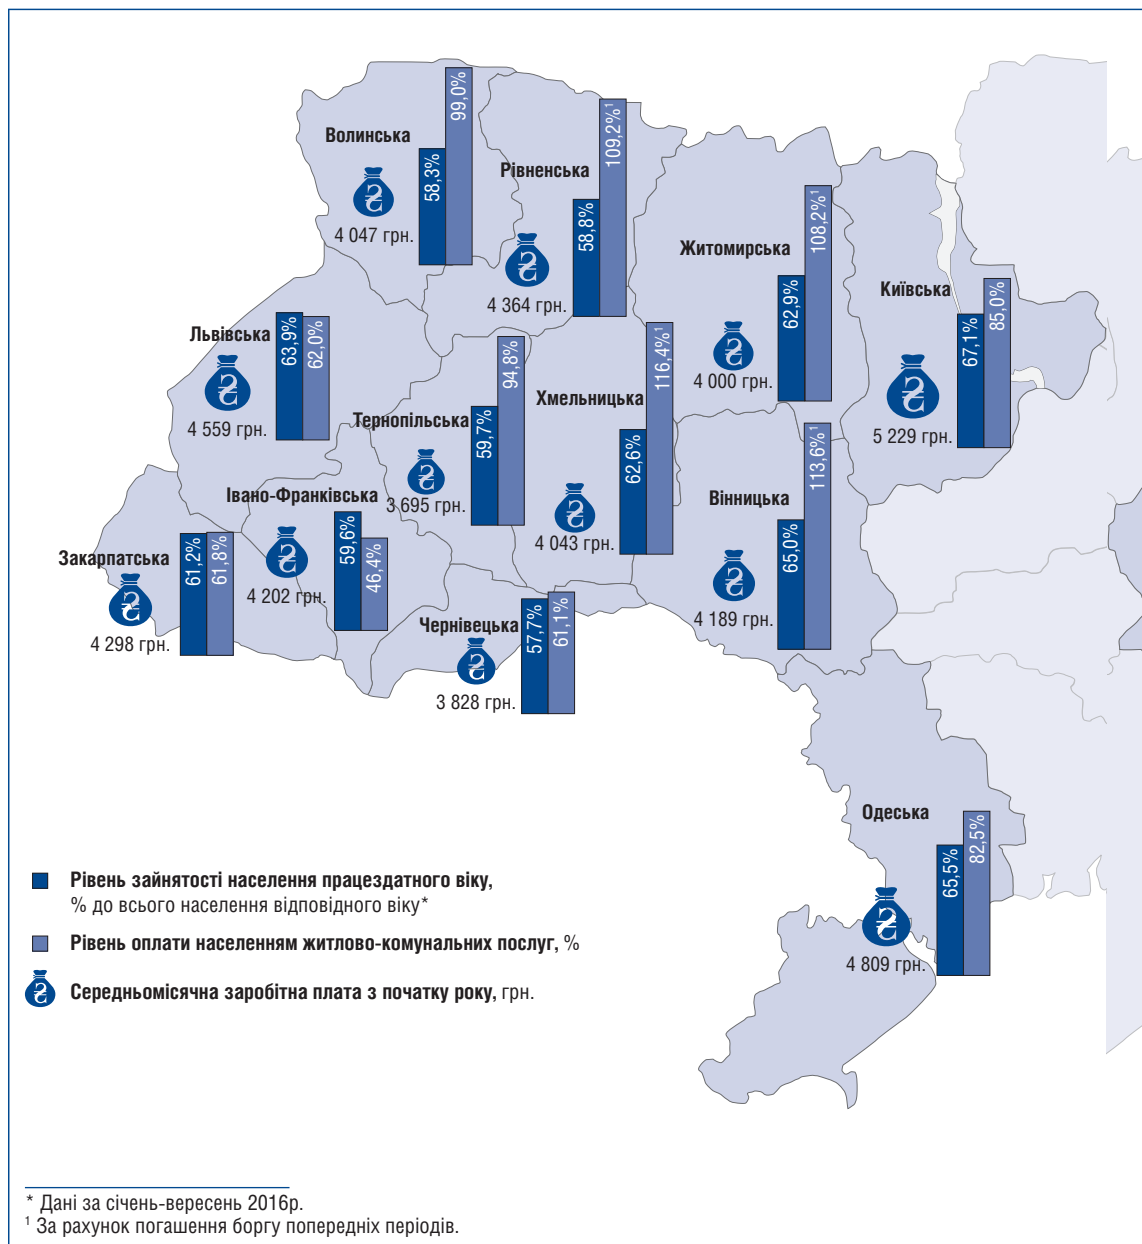 Волинська
58,3%
99,0%
4 047 грн.
Рівненська
58,8%
109,2%¹
4 364 грн.
Житомирська
62,9%
108,2%¹
4 000 грн.
Київська
67,1%
85,0%
5 229 грн.
Львівська
63,9%
62,0%
4 559 грн.
Тернопільська
59,7%
94,8%
3 695 грн.
Хмельницька
62,6%
116,4%¹
4 043 грн.
Вінницька
65,0%
113,6%¹
4 189 грн.
Івано-Франківська
59,6%
46,4%
4 202 грн.
Закарпатська
61,2%
61,8%
4 298 грн.
Чернівецька
57,7%
61,1%
3 828 грн.
Одеська
65,5%
82,5%
4 809 грн.
Рівень зайнятості населення працездатного віку,
% до всього населення відповідного віку*
Рівень оплати населенням житлово-комунальних послуг, %
Середньомісячна заробітна плата з початку року, грн.
* Дані за січень-вересень 2016р.
¹ За рахунок погашення боргу попередніх періодів.